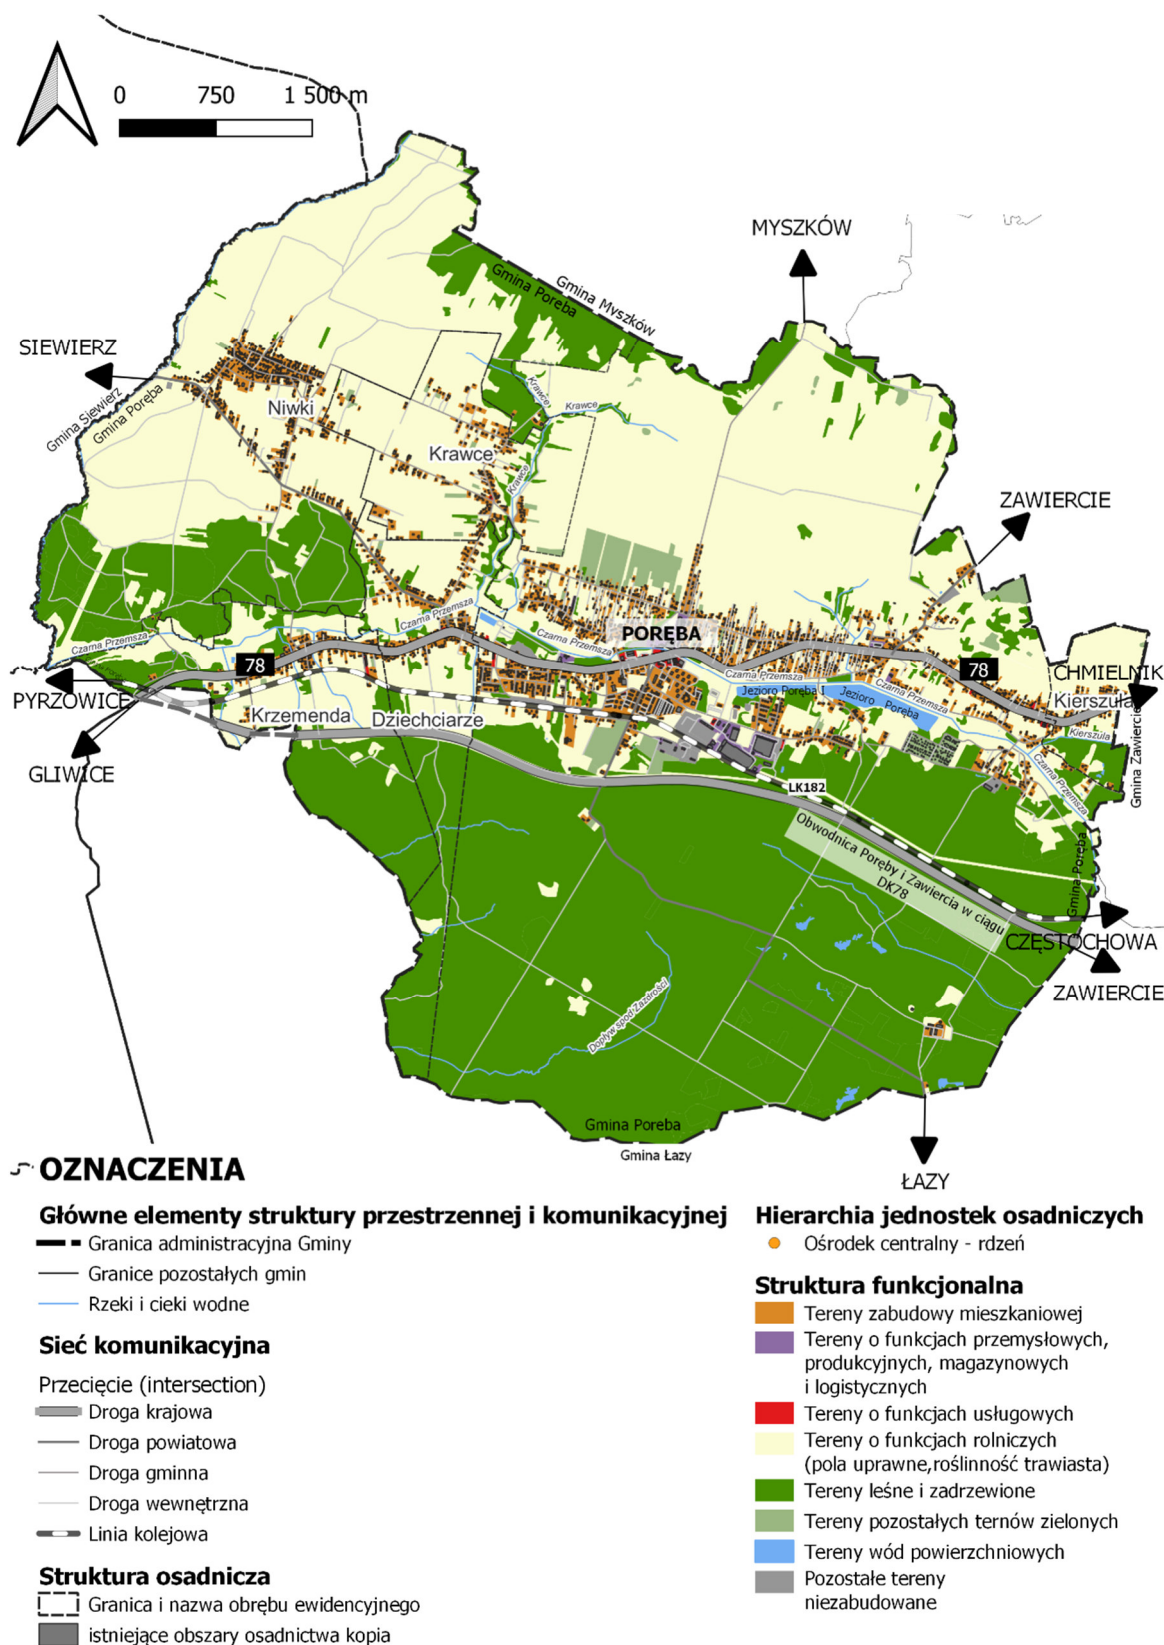 0 750 1 500 m
MYSZKÓW
Gmina Poręba
Gmina Myszków
SIEWIERZ
Gmina Siewierz
Gmina Poręba
Niwki
Krawce
Krawce
Krawce
Krawce
ZAWIERCIE
Czarna Przemsza
Czarna Przemsza
Czarna Przemsza
PORĘBA
78
78
Czarna Przemsza
CHMIELNIK
PYRZOWICE
Jezioro Poręba I
Jezioro Poręba
Czarna Przemsza
Kierszula
Krzemenda
Dziechciarze
Kierszula
GLIWICE
Czarna Przemsza
Gmina Zawiercie
LK182
Obwodnica Poręby i Zawiercia w ciągu
DK78
Gmina Poręba
CZĘSTOCHOWA
ZAWIERCIE
Dopływ spod Zazdrości
Gmina Poreba
Gmina Łazy
ŁAZY
OZNACZENIA
Główne elementy struktury przestrzennej i komunikacyjnej
Granica administracyjna Gminy
Granice pozostałych gmin
Rzeki i cieki wodne
Sieć komunikacyjna
Przecięcie (intersection)
Droga krajowa
Droga powiatowa
Droga gminna
Droga wewnętrzna
Linia kolejowa
Struktura osadnicza
Granica i nazwa obrębu ewidencyjnego
istniejące obszary osadnictwa kopia
Hierarchia jednostek osadniczych
Ośrodek centralny - rdzeń
Struktura funkcjonalna
Tereny zabudowy mieszkaniowej
Tereny o funkcjach przemysłowych,
produkcyjnych, magazynowych
i logistycznych
Tereny o funkcjach usługowych
Tereny o funkcjach rolniczych
(pola uprawne,roślinność trawiasta)
Tereny leśne i zadrzewione
Tereny pozostałych ternów zielonych
Tereny wód powierzchniowych
Pozostałe tereny
niezabudowane